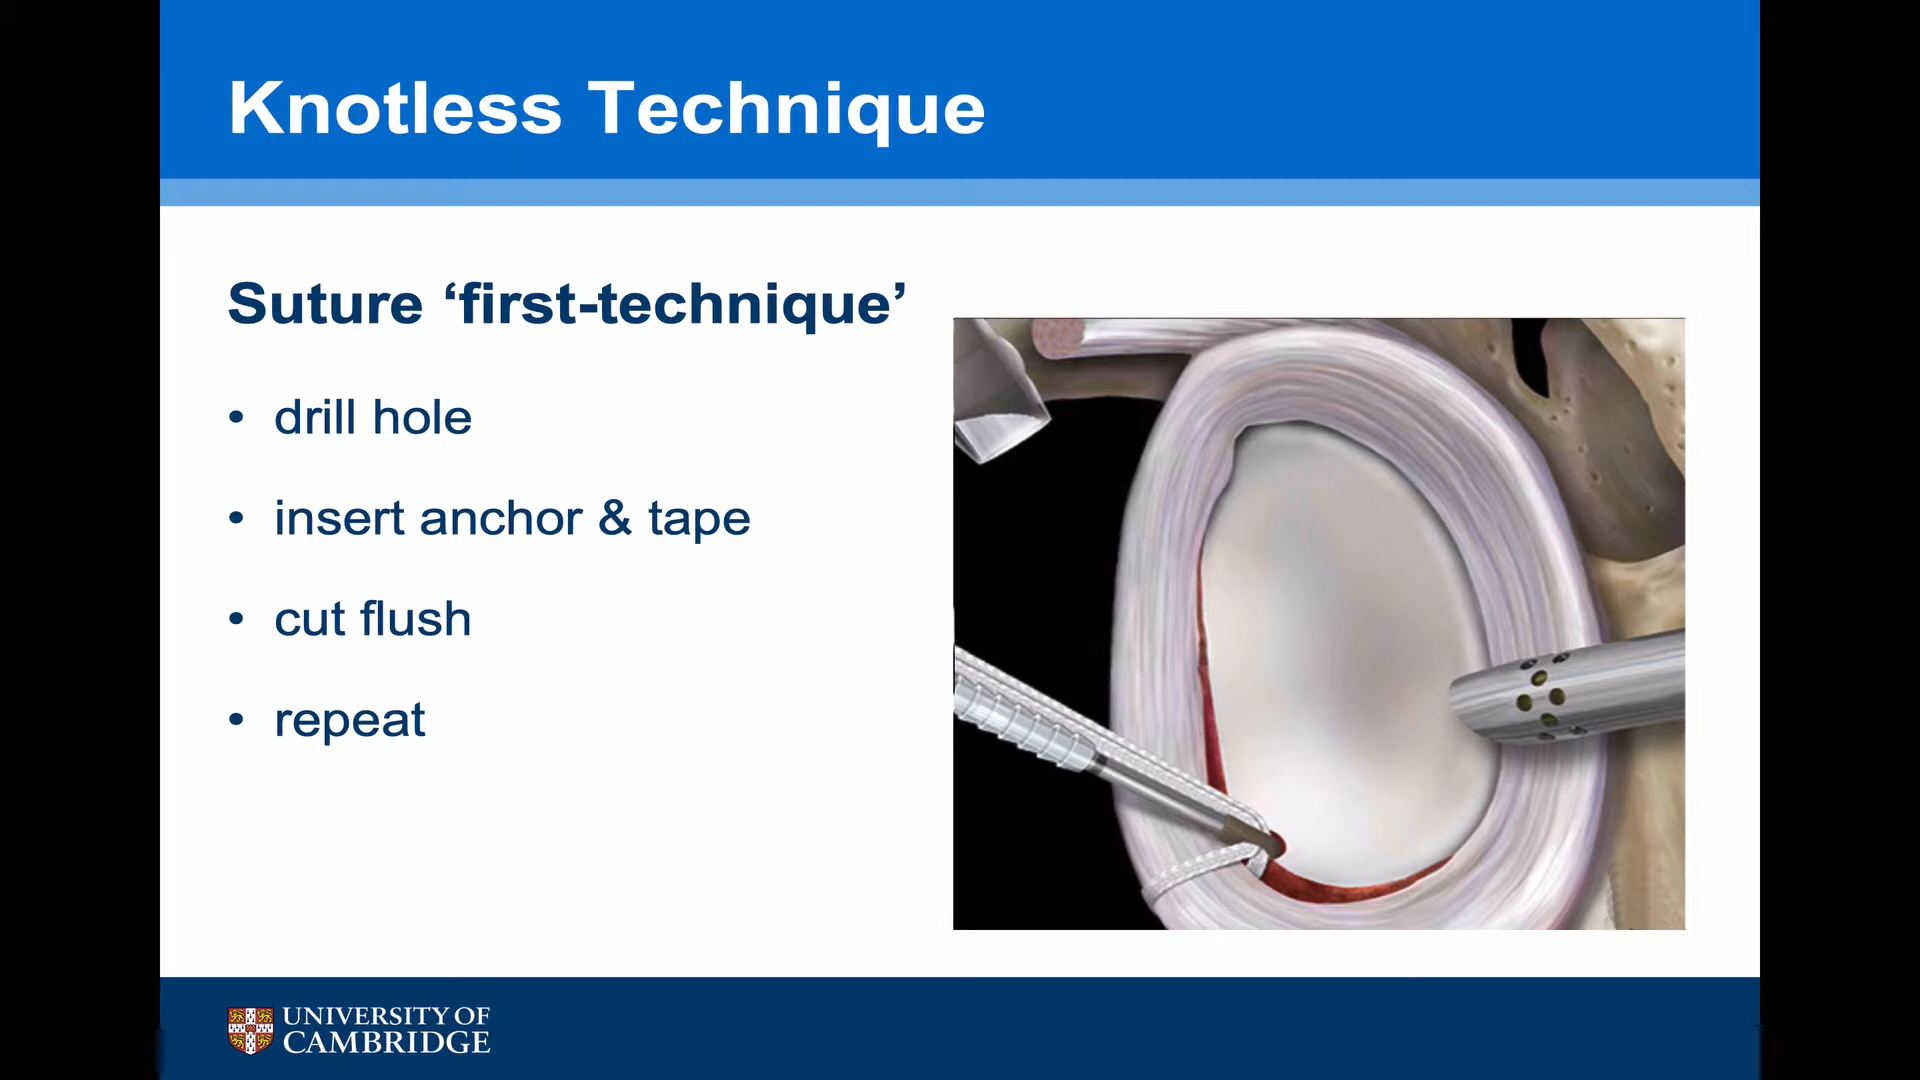 Knotless Technique
Suture ‘first-technique’
• drill hole
• insert anchor & tape
• cut flush
• repeat
UNIVERSITY OF
CAMBRIDGE